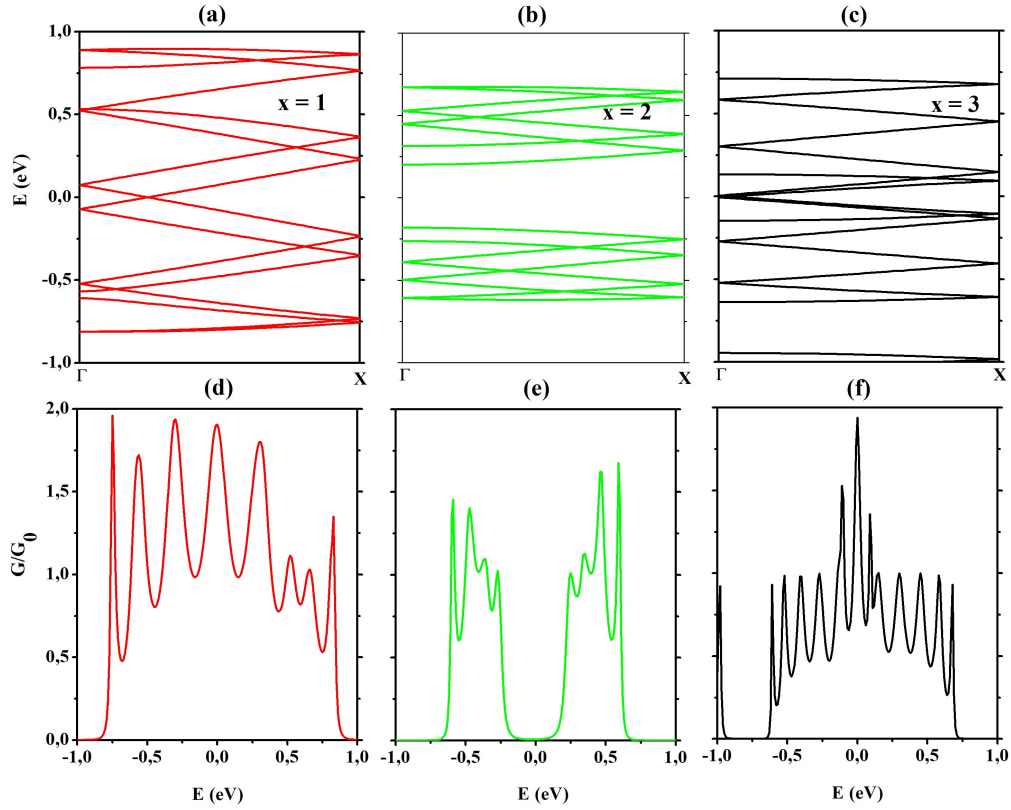 (a) (b) (c)
1,0
0,5
0,0
-0,5
-1,0
E (eV)
x = 1
x = 2
x = 3
Γ X Γ X Γ X
(d) (e) (f)
2,0
1,5
1,0
0,5
0,0
G/G0
-1,0 -0,5 0,0 0,5 1,0 -1,0 -0,5 0,0 0,5 1,0 -1,0 -0,5 0,0 0,5 1,0
E (eV) E (eV) E (eV)